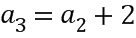 a₃ = a₂ + 2